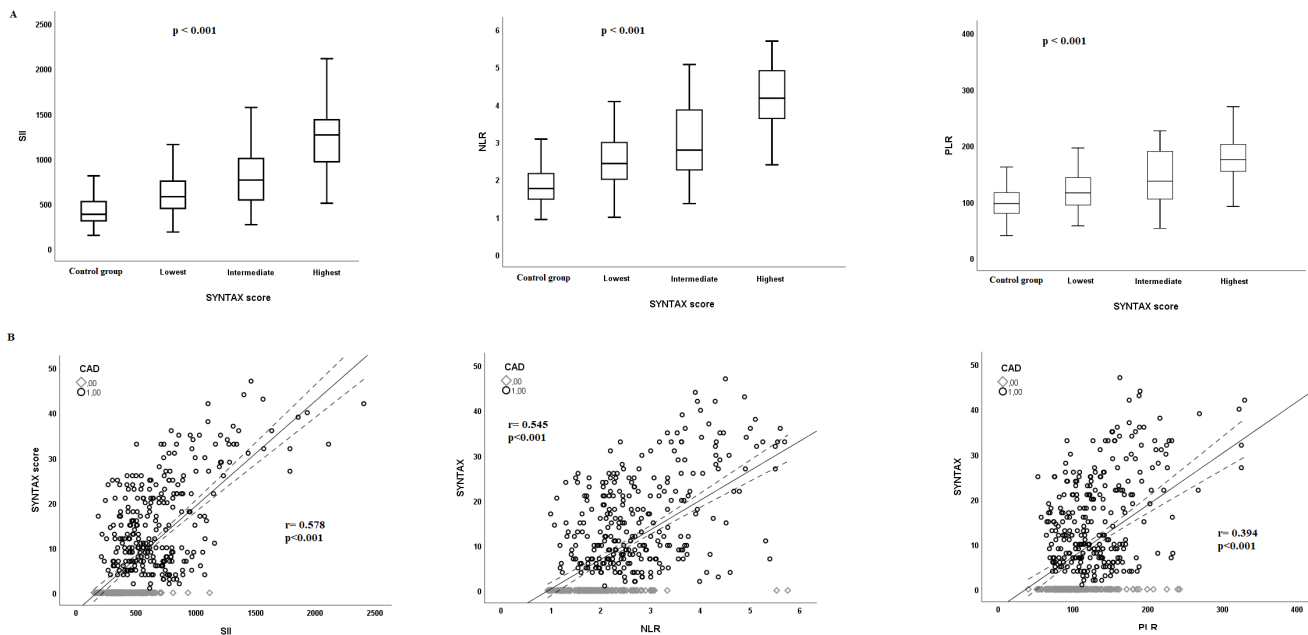 A
2500
2000
1500
1000
500
0
SII
p < 0.001
Control group Lowest Intermediate Highest
SYNTAX score
6
5
4
3
2
1
0
NLR
p < 0.001
Control group Lowest Intermediate Highest
SYNTAX score
400
300
200
100
0
PLR
p < 0.001
Control group Lowest Intermediate Highest
SYNTAX score
B
50
40
30
20
10
0
SYNTAX score
CAD
,00
1,00
r= 0.578
p<0.001
0 500 1000 1500 2000 2500
SII
50
40
30
20
10
0
SYNTAX
CAD
,00
1,00
r= 0.545
p<0.001
0 1 2 3 4 5 6
NLR
50
40
30
20
10
0
SYNTAX
CAD
,00
1,00
r= 0.394
p<0.001
0 100 200 300 400
PLR